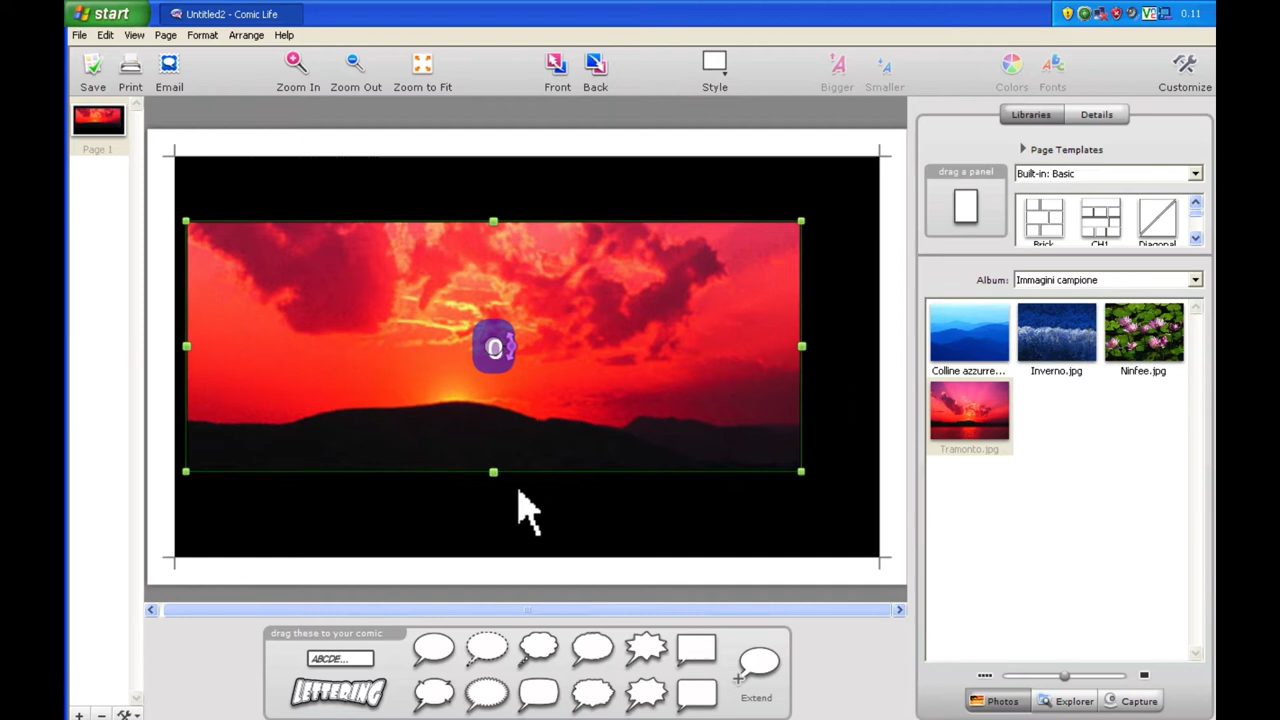 start
Untitled2 - Comic Life
0.11
File Edit View Page Format Arrange Help
Save Print Email Zoom In Zoom Out Zoom to Fit Front Back Style Bigger Smaller Colors Fonts Customize
Libraries Details
Page 1
Page Templates
drag a panel
Built-in: Basic
Brick CH1 Diagonal
Album: Immagini campione
Colline azzurre... Inverno.jpg Ninfee.jpg
Tramonto.jpg
drag these to your comic
ABCDE...
LETTERING
Extend
Photos Explorer Capture